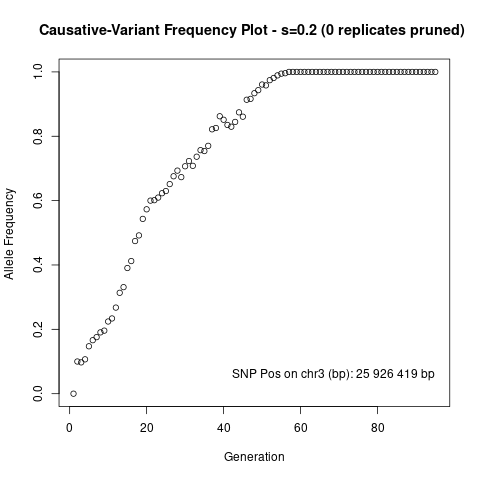 Causative-Variant Frequency Plot - s=0.2 (0 replicates pruned)
1.0
0.8
0.6
0.4
0.2
0.0
Allele Frequency
SNP Pos on chr3 (bp): 25 926 419 bp
0 20 40 60 80
Generation